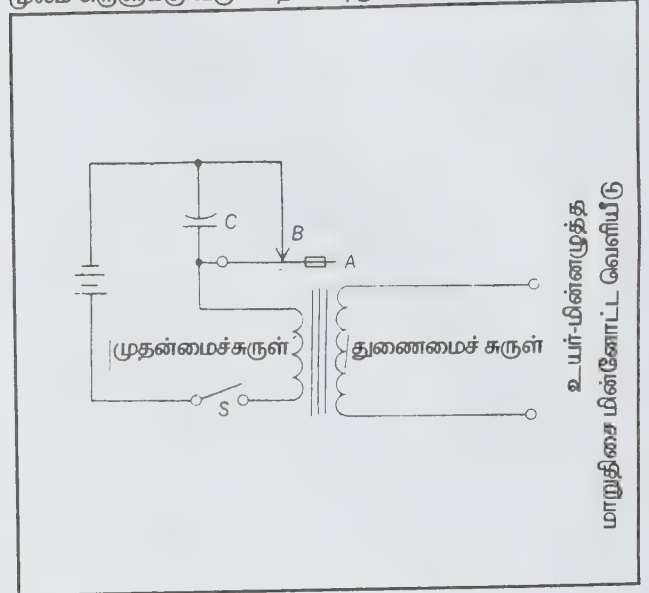 C
B
A
முதன்மைச்சுருள்
துணைமைச் சுருள்
S
உயர்-மின்னழுத்த
மாறுதிசை மின்னோட்ட வெளியீடு